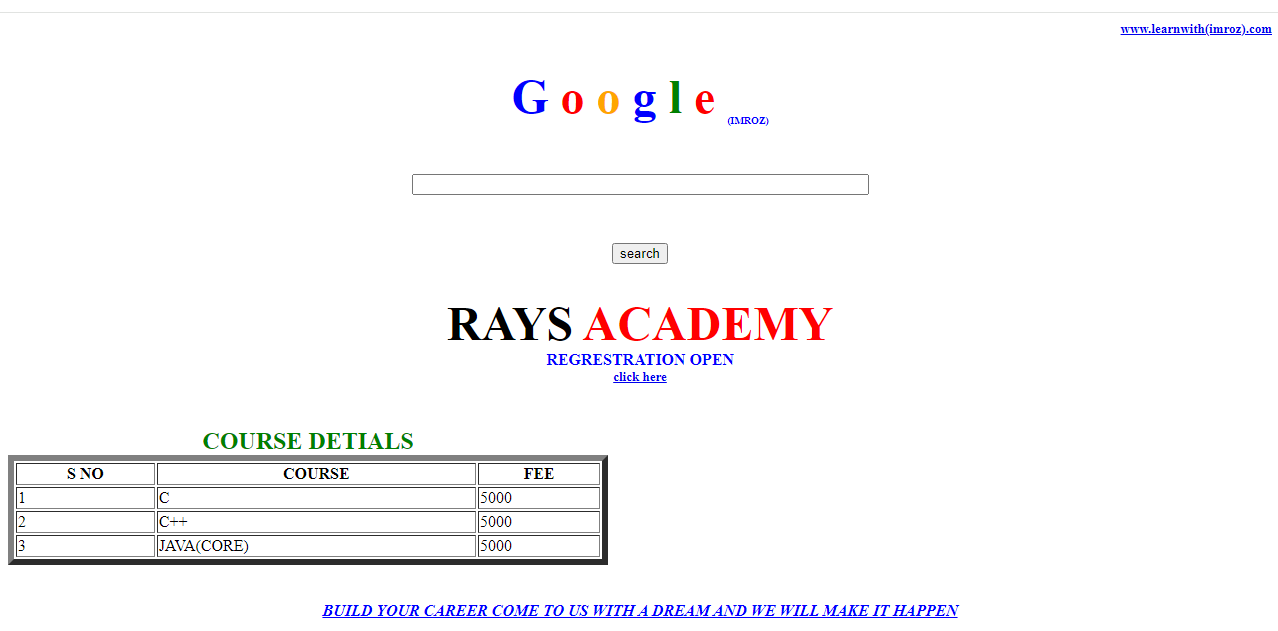 www.learnwith(imroz).com
G o o g l e (IMROZ)
search
RAYS ACADEMY
REGRESTRATION OPEN
click here
COURSE DETIALS
S NO COURSE FEE
1 C 5000
2 C++ 5000
3 JAVA(CORE) 5000
BUILD YOUR CAREER COME TO US WITH A DREAM AND WE WILL MAKE IT HAPPEN